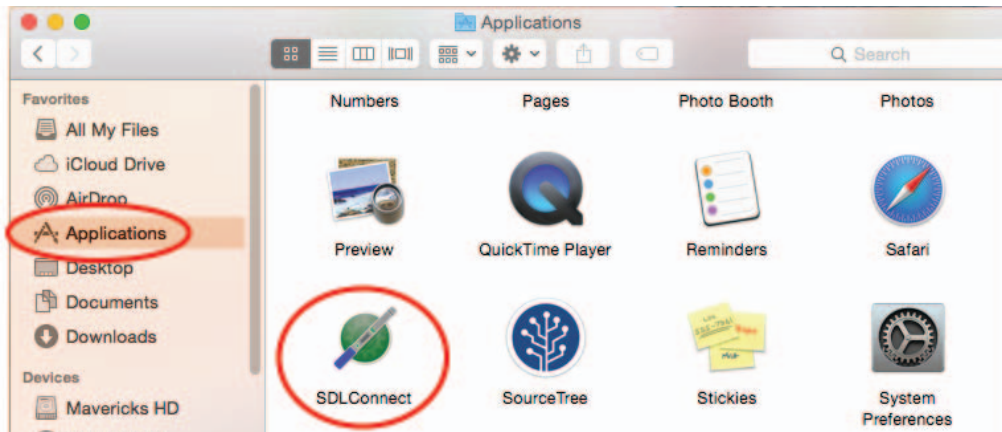 Applications
Search
Favorites
All My Files
iCloud Drive
AirDrop
Applications
Desktop
Documents
Downloads
Devices
Mavericks HD
Numbers
Pages
Photo Booth
Photos
Preview
QuickTime Player
Reminders
Safari
SDLConnect
SourceTree
Stickies
System
Preferences